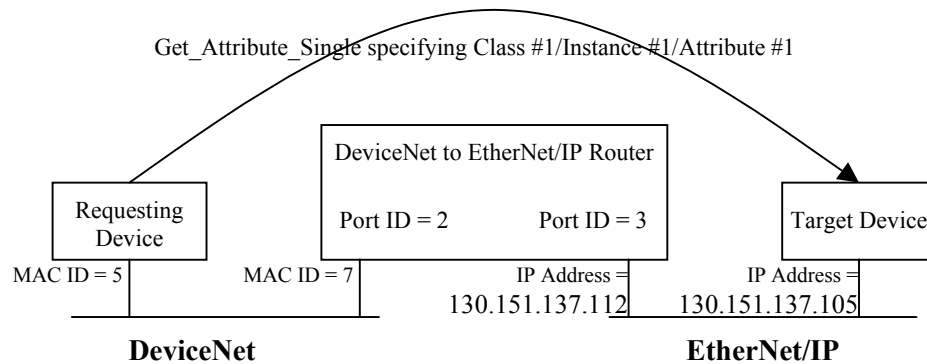 Get_Attribute_Single specifying Class #1/Instance #1/Attribute #1
DeviceNet to EtherNet/IP Router
Requesting
Device
Port ID = 2
Port ID = 3
Target Device
MAC ID = 5
MAC ID = 7
IP Address =
130.151.137.112
IP Address =
130.151.137.105
DeviceNet
EtherNet/IP